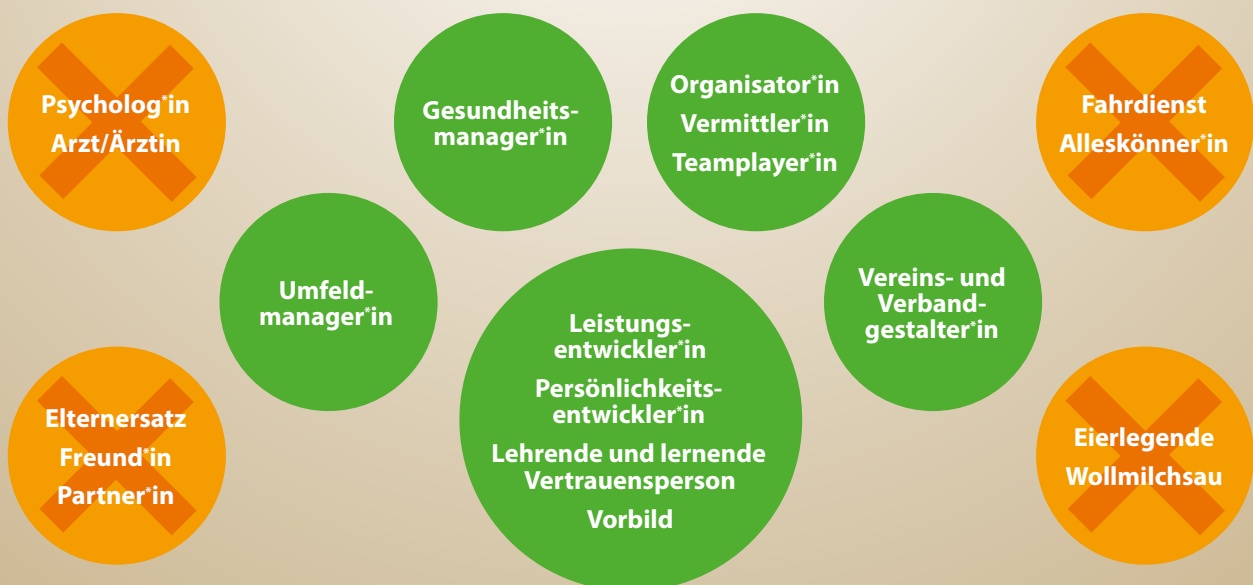 Psycholog*in
Arzt/Ärztin
Gesundheits-
manager*in
Organisator*in
Vermittler*in
Teamplayer*in
Fahrdienst
Alleskönner*in
Umfeld-
manager*in
Leistungs-
entwickler*in
Persönlichkeits-
entwickler*in
Lehrende und lernende
Vertrauensperson
Vorbild
Vereins- und
Verband-
gestalter*in
Elternersatz
Freund*in
Partner*in
Eierlegende
Wollmilchsau